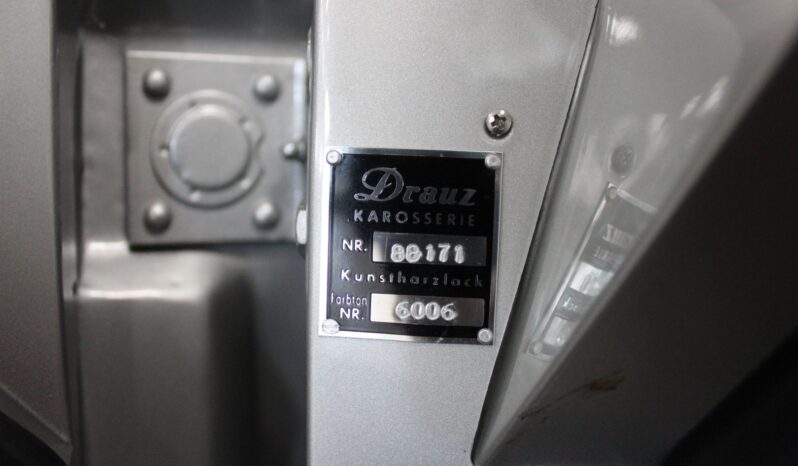 Drauz
KAROSSERIE
NR. 88171
Kunstharzlack
Farbton
NR. 6006